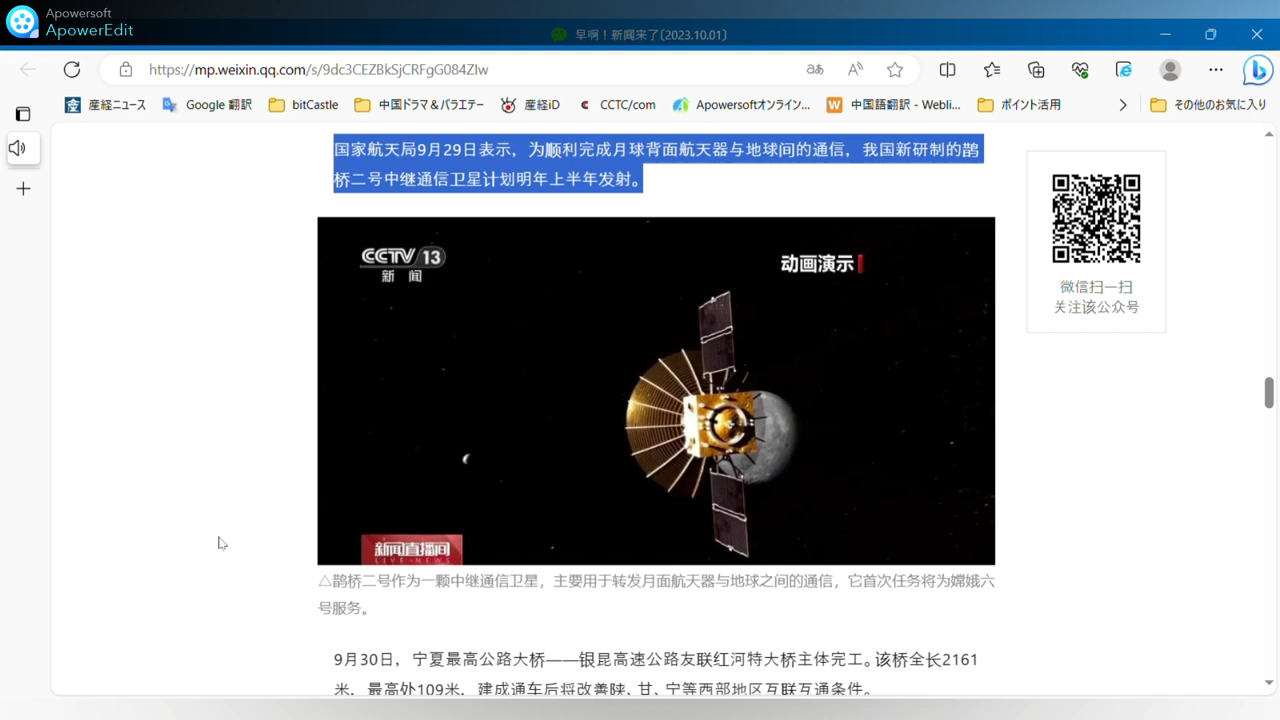 Apowersoft
ApowerEdit
早啊！新闻来了〔2023.10.01〕
https://mp.weixin.qq.com/s/9dc3CEZBkSjCRFgG084ZIw
ああ
産経ニュース
Google 翻訳
bitCastle
中国ドラマ＆バラエテー
産経iD
CCTC/com
Apowersoftオンライン...
中国語翻訳 - Webli...
ポイント活用
その他のお気に入り
国家航天局9月29日表示，为顺利完成月球背面航天器与地球间的通信，我国新研制的鹊
桥二号中继通信卫星计划明年上半年发射。
CCTV 13
新闻
动画演示
新闻直播间
LIVE NEWS
微信扫一扫
关注该公众号
△鹊桥二号作为一颗中继通信卫星，主要用于转发月面航天器与地球之间的通信，它首次任务将为嫦娥六
号服务。
9月30日，宁夏最高公路大桥——银昆高速公路友联红河特大桥主体完工。该桥全长2161
米，最高处109米，建成通车后将改善陕、甘、宁等西部地区互联互通条件。